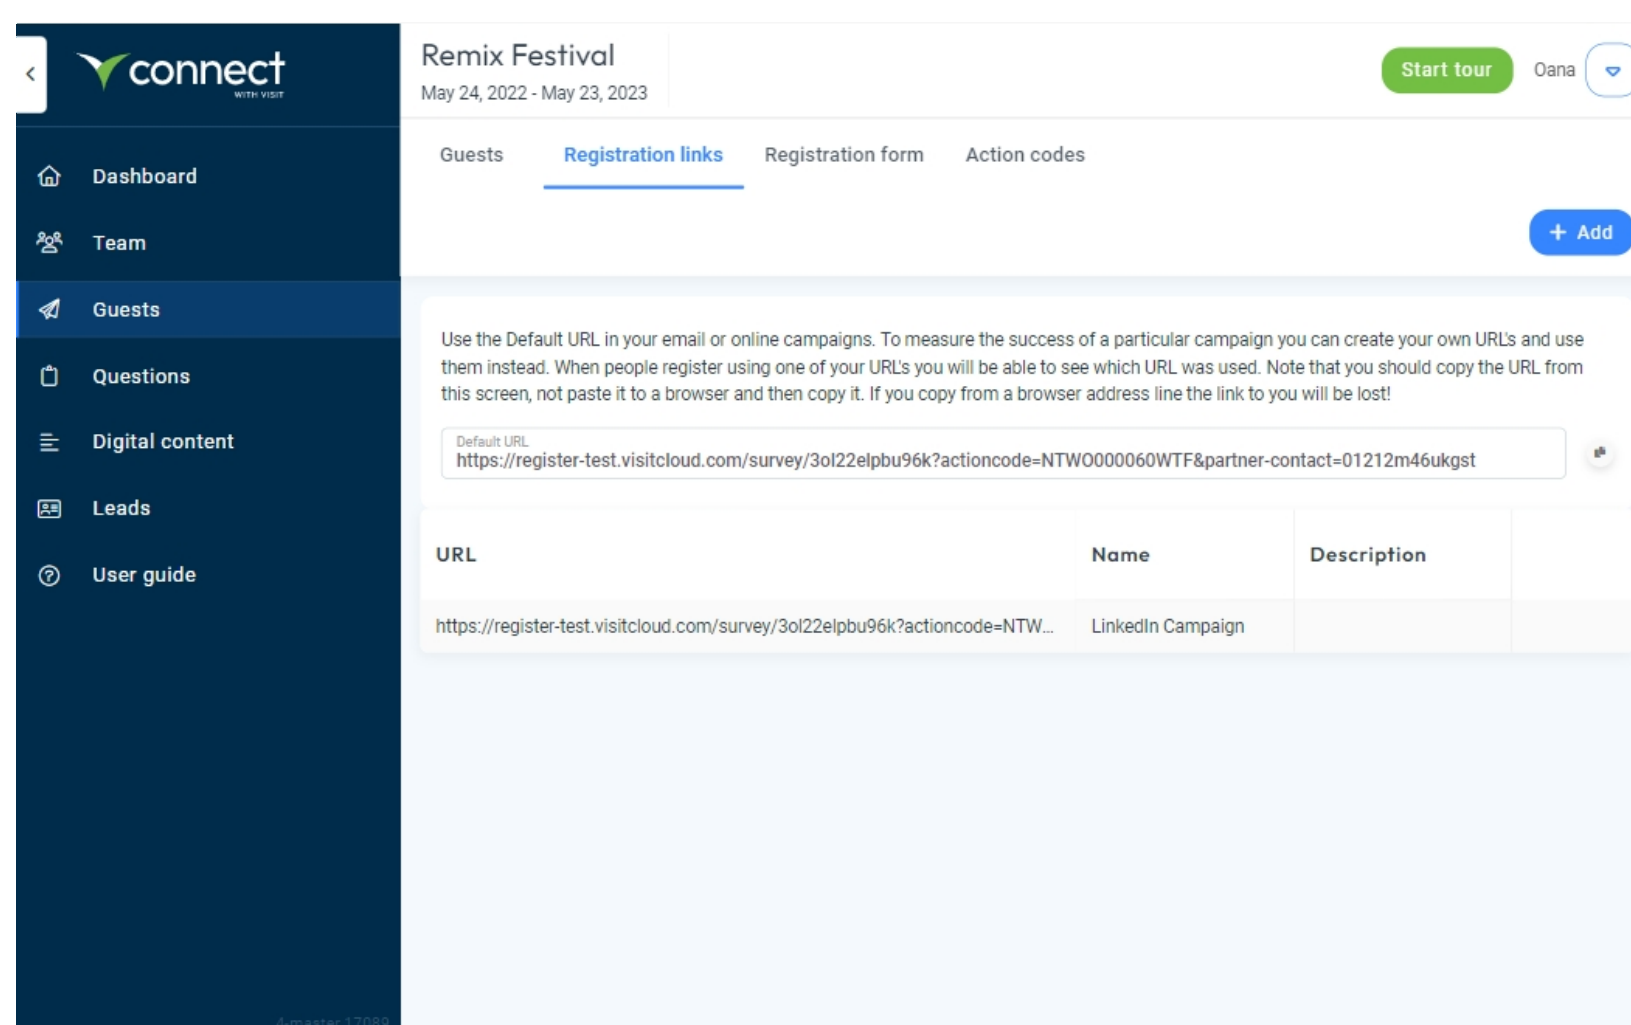 connect
WITH VISIT
Dashboard
Team
Guests
Questions
Digital content
Leads
User guide
4-master 17089
Remix Festival
May 24, 2022 - May 23, 2023
Start tour
Oana
Guests
Registration links
Registration form
Action codes
+ Add
Use the Default URL in your email or online campaigns. To measure the success of a particular campaign you can create your own URL's and use
them instead. When people register using one of your URL's you will be able to see which URL was used. Note that you should copy the URL from
this screen, not paste it to a browser and then copy it. If you copy from a browser address line the link to you will be lost!
Default URL
https://register-test.visitcloud.com/survey/3ol22elpbu96k?actioncode=NTWO000060WTF&partner-contact=01212m46ukgst
URL
Name
Description
https://register-test.visitcloud.com/survey/3ol22elpbu96k?actioncode=NTW...
LinkedIn Campaign